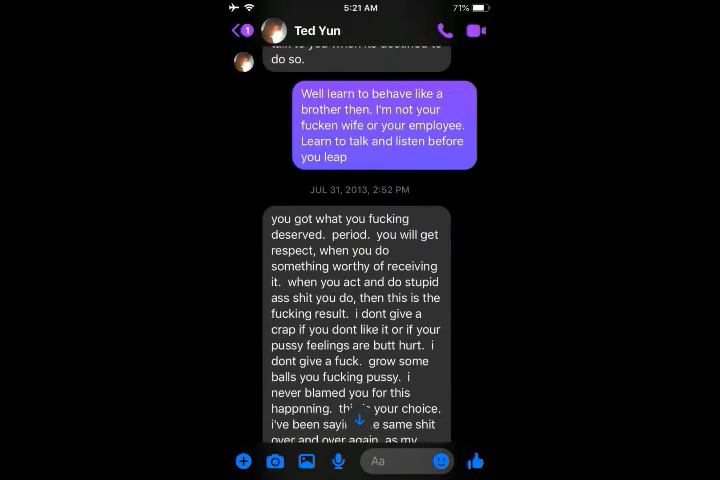 5:21 AM
71%
1
Ted Yun
do so.
Well learn to behave like a
brother then. I'm not your
fucken wife or your employee.
Learn to talk and listen before
you leap
JUL 31, 2013, 2:52 PM
you got what you fucking
deserved. period. you will get
respect, when you do
something worthy of receiving
it. when you act and do stupid
ass shit you do, then this is the
fucking result. i dont give a
crap if you dont like it or if your
pussy feelings are butt hurt. i
dont give a fuck. grow some
balls you fucking pussy. i
never blamed you for this
happnning. your choice.
i've been same shit
over and over again. as my
Aa